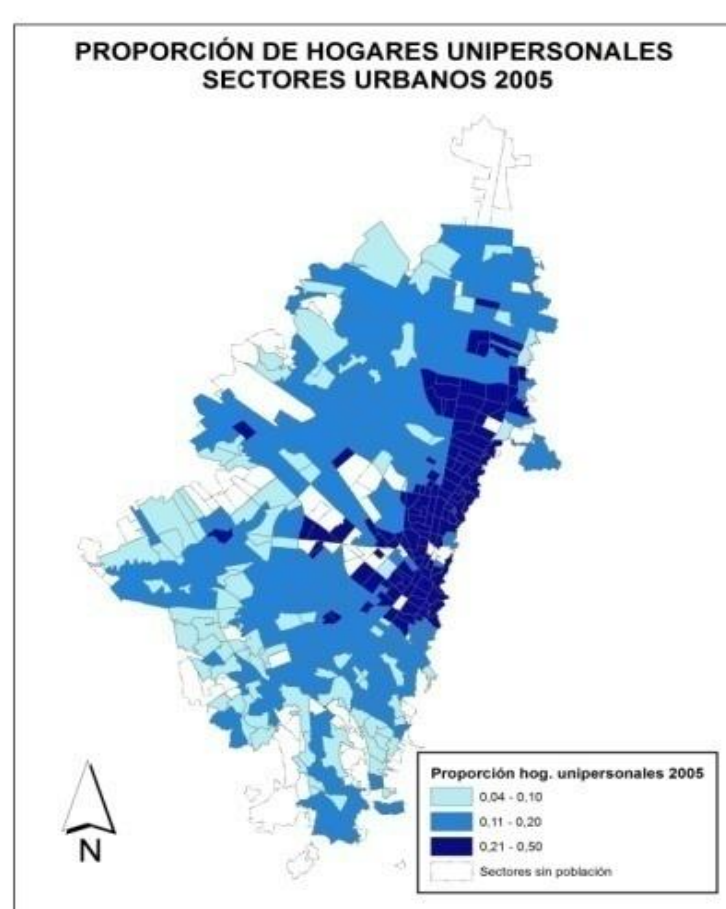 PROPORCIÓN DE HOGARES UNIPERSONALES
SECTORES URBANOS 2005
Proporción hog. unipersonales 2005
0,04 - 0,10
0,11 - 0,20
0,21 - 0,50
Sectores sin población
N